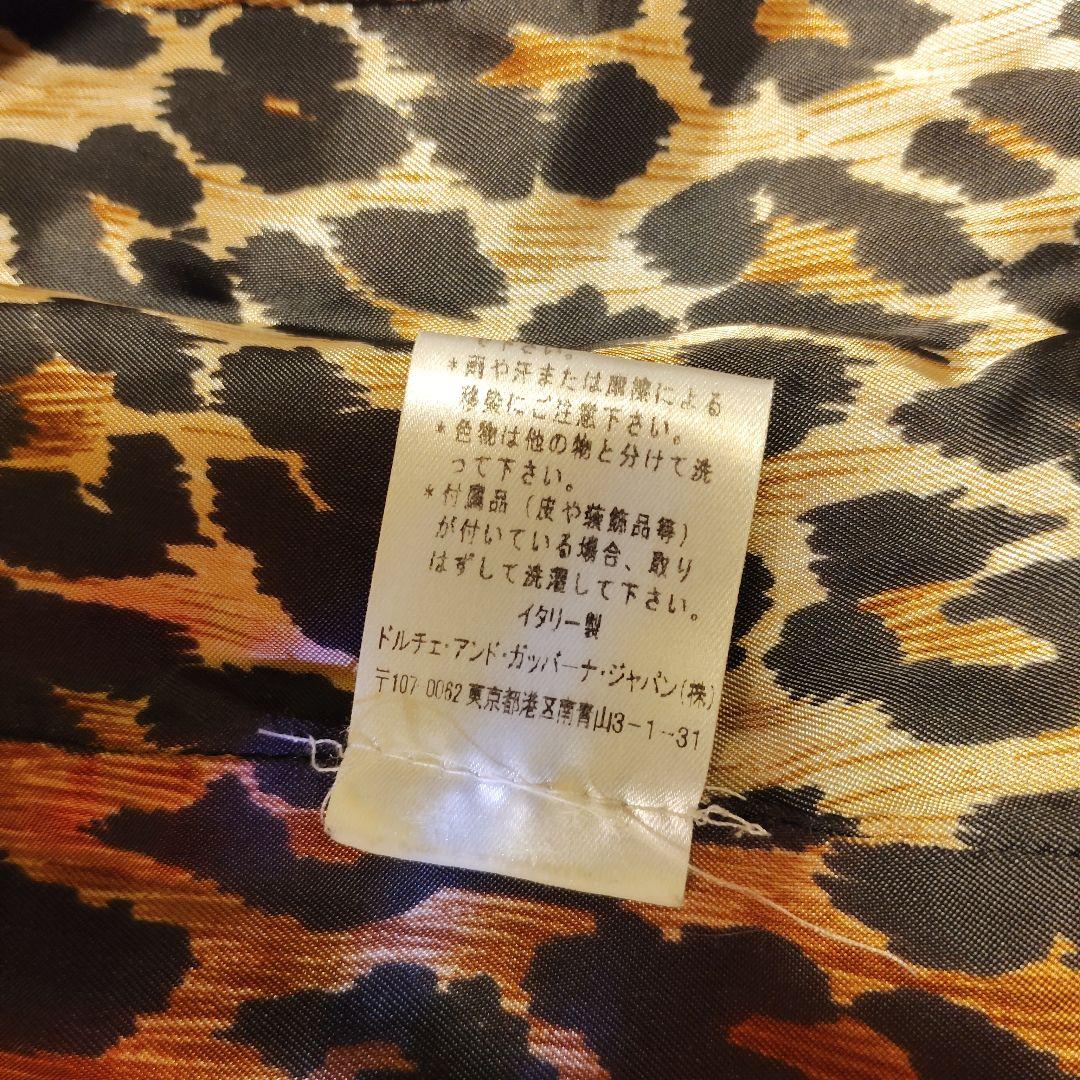 て下さい。
*雨や汗または摩擦による
移染にご注意下さい。
*色物は他の物と分けて洗
って下さい。
*付属品(皮や装飾品等)
が付いている場合、取り
はずして洗濯して下さい。
イタリー製
ドルチェ・アンド・ガッバーナ・ジャパン(株)
〒107-0062 東京都港区南青山3-1-31